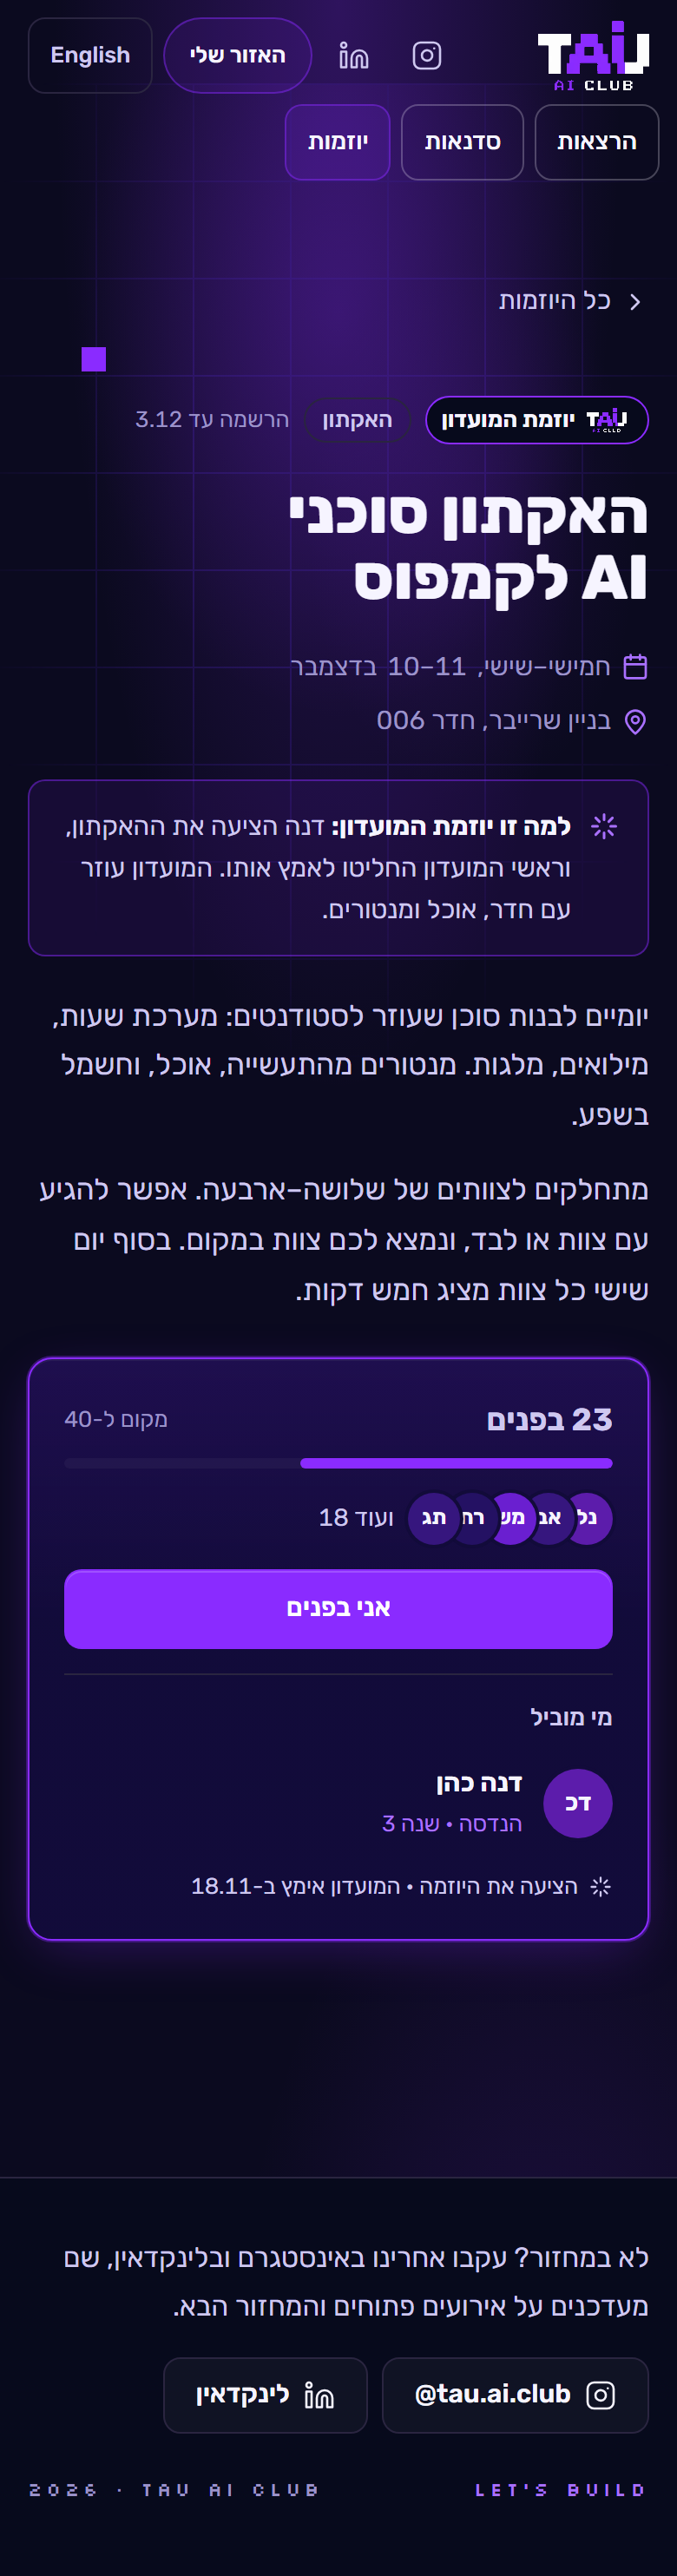 TAU
AI CLUB
האזור שלי
English
הרצאות
סדנאות
יוזמות
כל היוזמות
TAU AI CLUB יוזמת המועדון
האקתון
הרשמה עד 3.12
האקתון סוכני
AI לקמפוס
חמישי-שישי, 10-11 בדצמבר
בניין שרייבר, חדר 006
למה זו יוזמת המועדון: דנה הציעה את ההאקתון,
וראשי המועדון החליטו לאמץ אותו. המועדון עוזר
עם חדר, אוכל ומנטורים.
יומיים לבנות סוכן שעוזר לסטודנטים: מערכת שעות,
מילואים, מלגות. מנטורים מהתעשייה, אוכל, וחשמל
בשפע.
מתחלקים לצוותים של שלושה-ארבעה. אפשר להגיע
עם צוות או לבד, ונמצא לכם צוות במקום. בסוף יום
שישי כל צוות מציג חמש דקות.
23 בפנים
מקום ל-40
נל
אב
מש
רח
תג
ועוד 18
אני בפנים
מי מוביל
דכ
דנה כהן
הנדסה • שנה 3
הציעה את היוזמה • המועדון אימץ ב-18.11
לא במחזור? עקבו אחרינו באינסטגרם ובלינקדאין, שם
מעדכנים על אירועים פתוחים והמחזור הבא.
@tau.ai.club
לינקדאין
LET'S BUILD
2026 · TAU AI CLUB